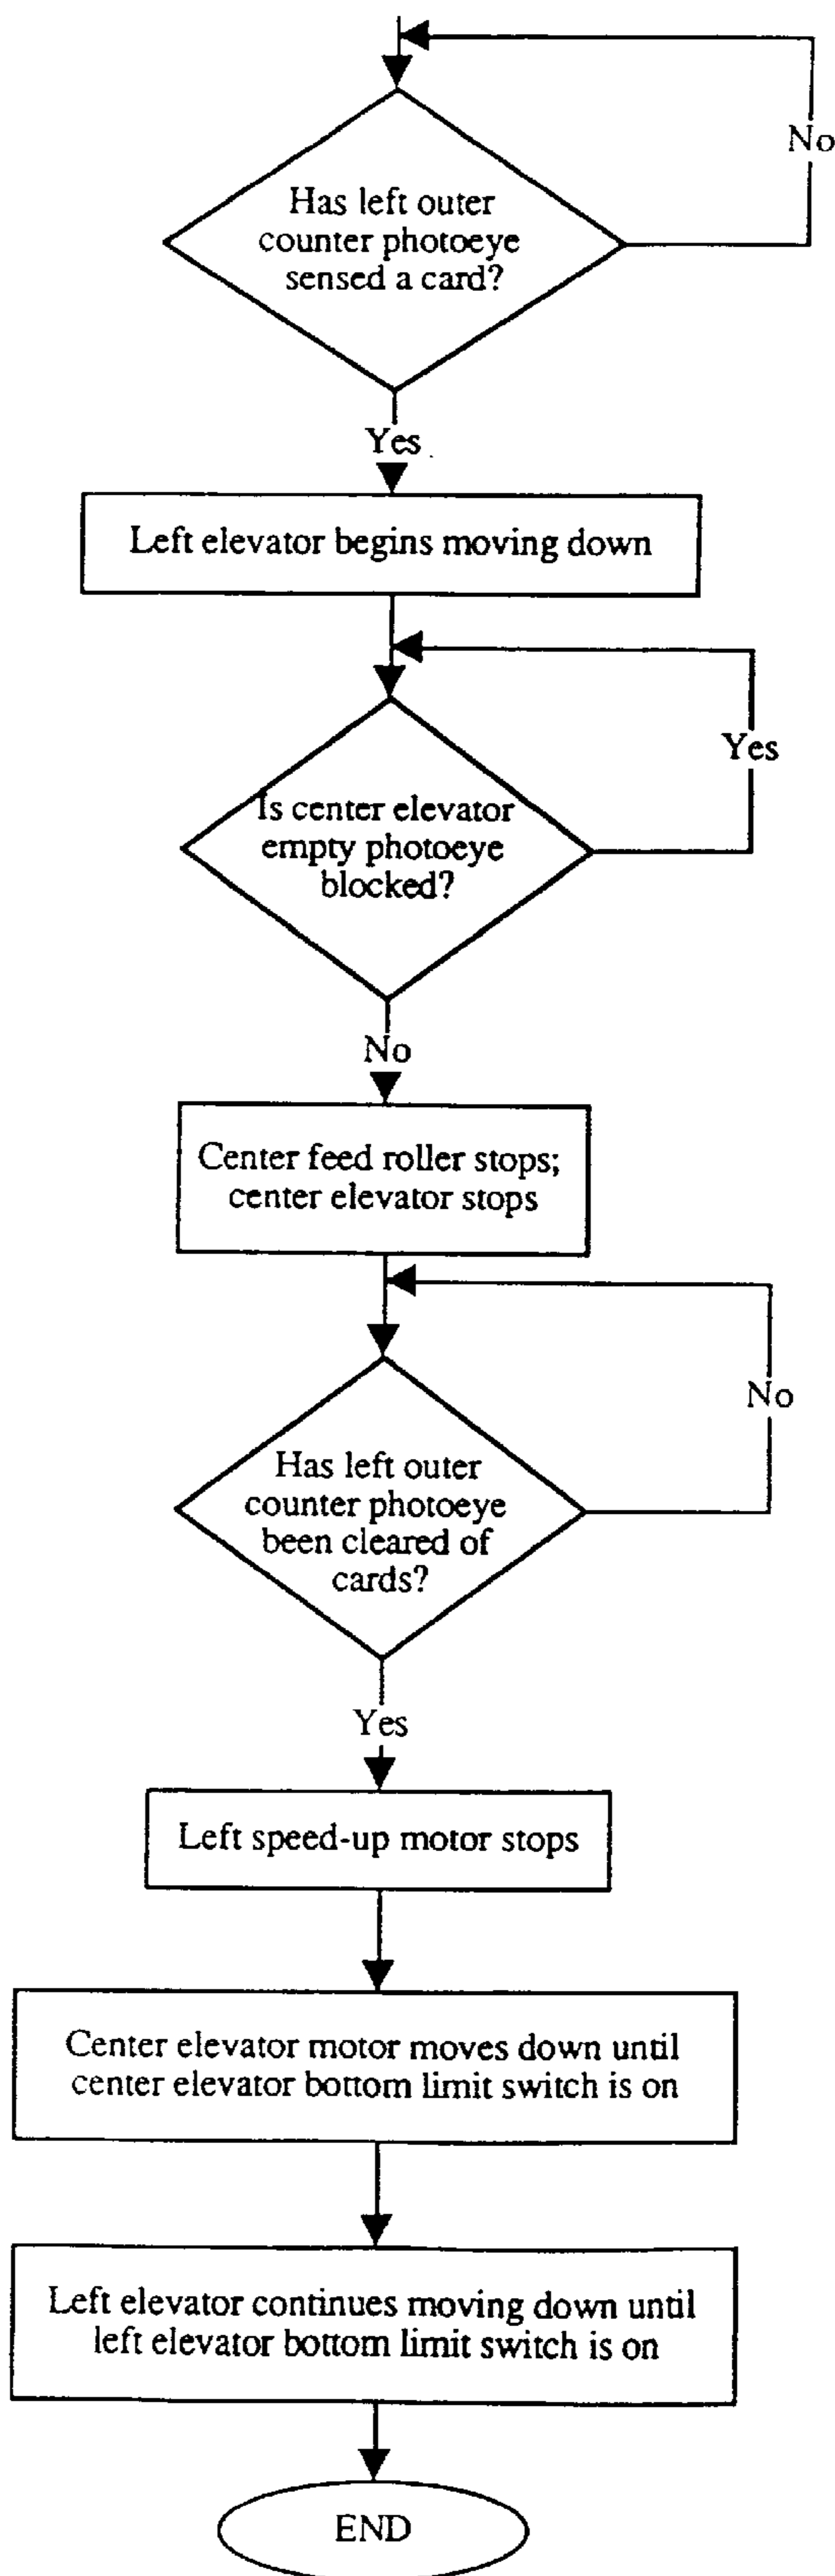 No
Has left outer
counter photoeye
sensed a card?
Yes
Left elevator begins moving down
Yes
Is center elevator
empty photoeye
blocked?
No
Center feed roller stops;
center elevator stops
No
Has left outer
counter photoeye
been cleared of
cards?
Yes
Left speed-up motor stops
Center elevator motor moves down until
center elevator bottom limit switch is on
Left elevator continues moving down until
left elevator bottom limit switch is on
END